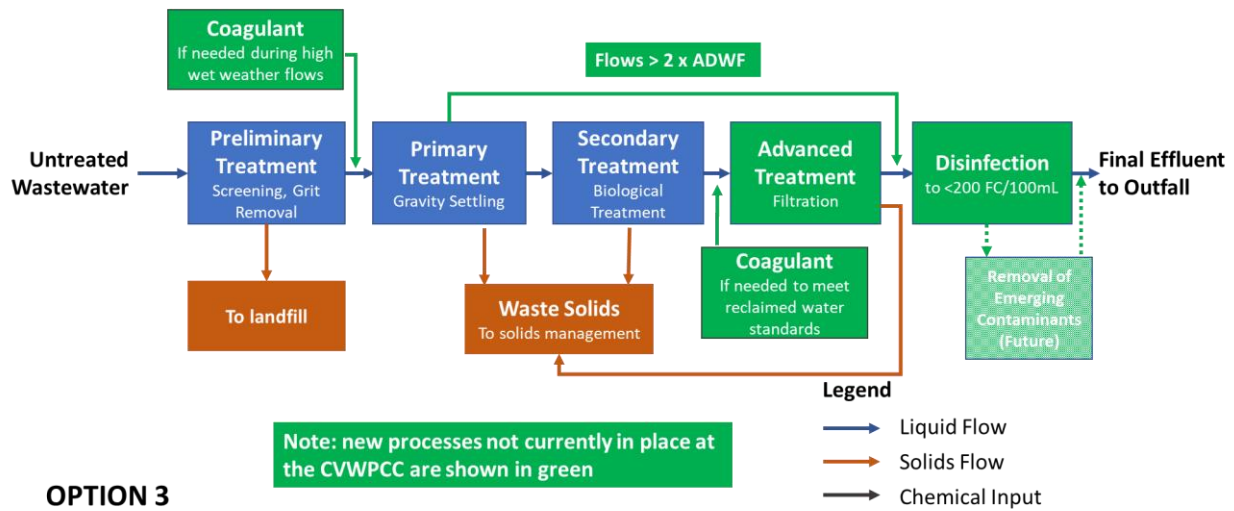 Coagulant
If needed during high
wet weather flows
Flows > 2 x ADWF
Untreated
Wastewater
Preliminary
Treatment
Screening, Grit
Removal
Primary
Treatment
Gravity Settling
Secondary
Treatment
Biological
Treatment
Advanced
Treatment
Filtration
Disinfection
to <200 FC/100mL
Final Effluent
to Outfall
To landfill
Waste Solids
To solids management
Coagulant
If needed to meet
reclaimed water
standards
Removal of
Emerging
Contaminants
(Future)
Legend
Liquid Flow
Solids Flow
Chemical Input
Note: new processes not currently in place at
the CVWPCC are shown in green
OPTION 3